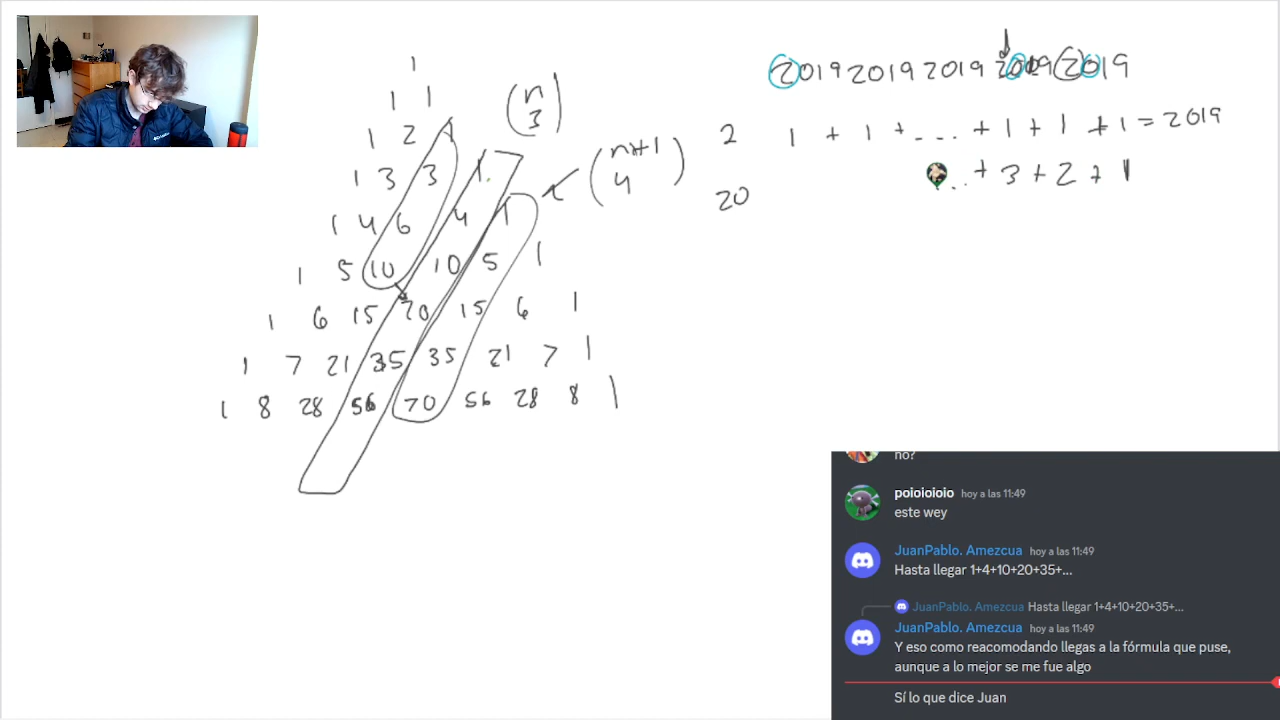 1
1 1
1 2 1
1 3 3 1
1 4 6 4 1
1 5 10 10 5 1
1 6 15 20 15 6 1
1 7 21 35 35 21 7 1
1 8 28 56 70 56 28 8 1
(n
3)
(n+1
4)
20192019201920192019
2 1 + 1 + ... + 1 + 1 + 1 = 2019
20 ... + 3 + 2 + 1
no?
poioioioio hoy a las 11:49
este wey
JuanPablo. Amezcua hoy a las 11:49
Hasta llegar 1+4+10+20+35+...
JuanPablo. Amezcua Hasta llegar 1+4+10+20+35+...
JuanPablo. Amezcua hoy a las 11:49
Y eso como reacomodando llegas a la fórmula que puse,
aunque a lo mejor se me fue algo
Sí lo que dice Juan